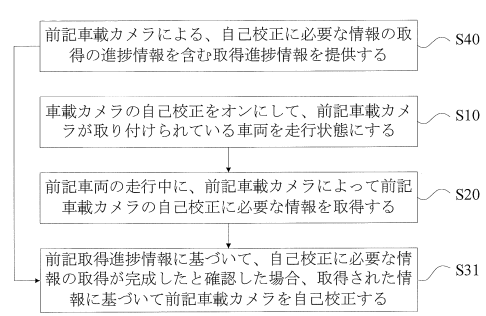 前記車載カメラによる、自己校正に必要な情報の取
得の進捗情報を含む取得進捗情報を提供する
S40
車載カメラの自己校正をオンにして、前記車載カメ
ラが取り付けられている車両を走行状態にする
S10
前記車両の走行中に、前記車載カメラによって前記
車載カメラの自己校正に必要な情報を取得する
S20
前記取得進捗情報に基づいて、自己校正に必要な情
報の取得が完成したと確認した場合、取得された情
報に基づいて前記車載カメラを自己校正する
S31